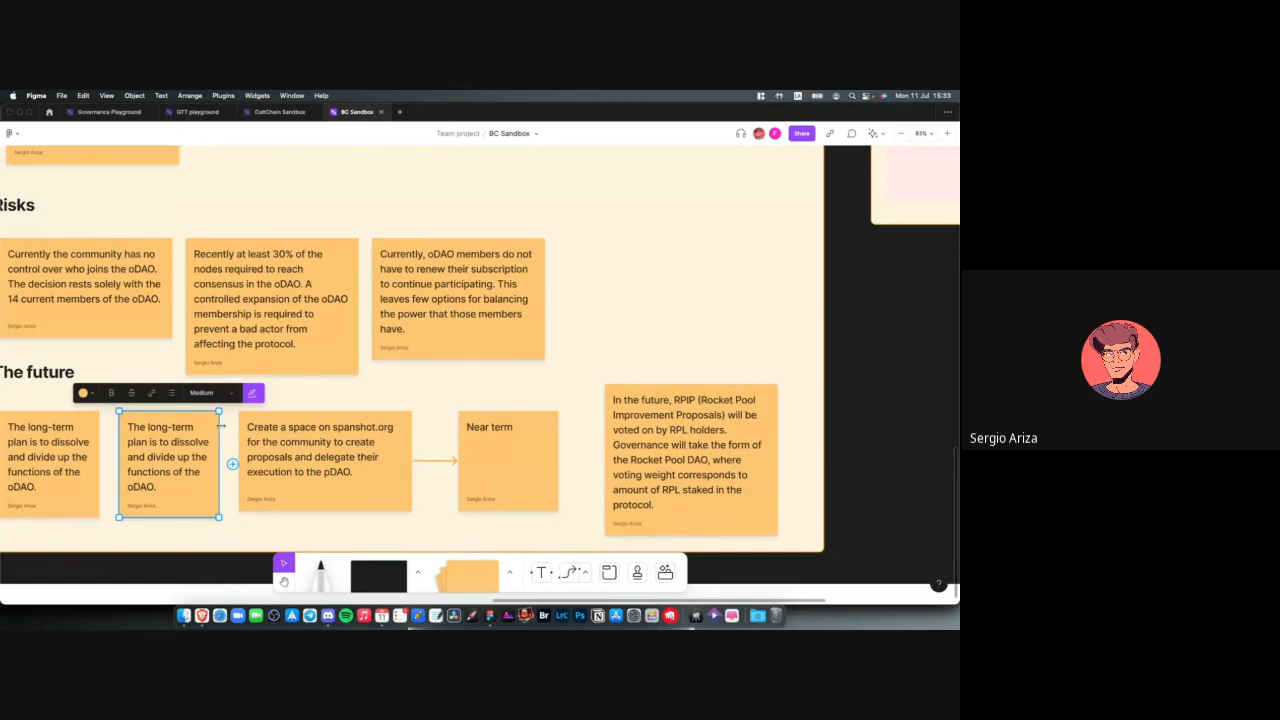 Figma File Edit View Object Text Arrange Plugins Widgets Window Help
Mon 11 Jul 15:33
Governance Playground
GTT playground
CultChain Sandbox
BC Sandbox
Team project / BC Sandbox
F
Share
83%
Sergio Ariza
Risks
Currently the community has no
control over who joins the oDAO.
The decision rests solely with the
14 current members of the oDAO.
Sergio Ariza
Recently at least 30% of the
nodes required to reach
consensus in the oDAO. A
controlled expansion of the oDAO
membership is required to
prevent a bad actor from
affecting the protocol.
Sergio Ariza
Currently, oDAO members do not
have to renew their subscription
to continue participating. This
leaves few options for balancing
the power that those members
have.
Sergio Ariza
The future
B S Medium
The long-term
plan is to dissolve
and divide up the
functions of the
oDAO.
Sergio Ariza
The long-term
plan is to dissolve
and divide up the
functions of the
oDAO.
Sergio Ariza
Create a space on spanshot.org
for the community to create
proposals and delegate their
execution to the pDAO.
Sergio Ariza
Near term
Sergio Ariza
In the future, RPIP (Rocket Pool
Improvement Proposals) will be
voted on by RPL holders.
Governance will take the form of
the Rocket Pool DAO, where
voting weight corresponds to
amount of RPL staked in the
protocol.
Sergio Ariza
T
?
Br LrC Ps
Sergio Ariza